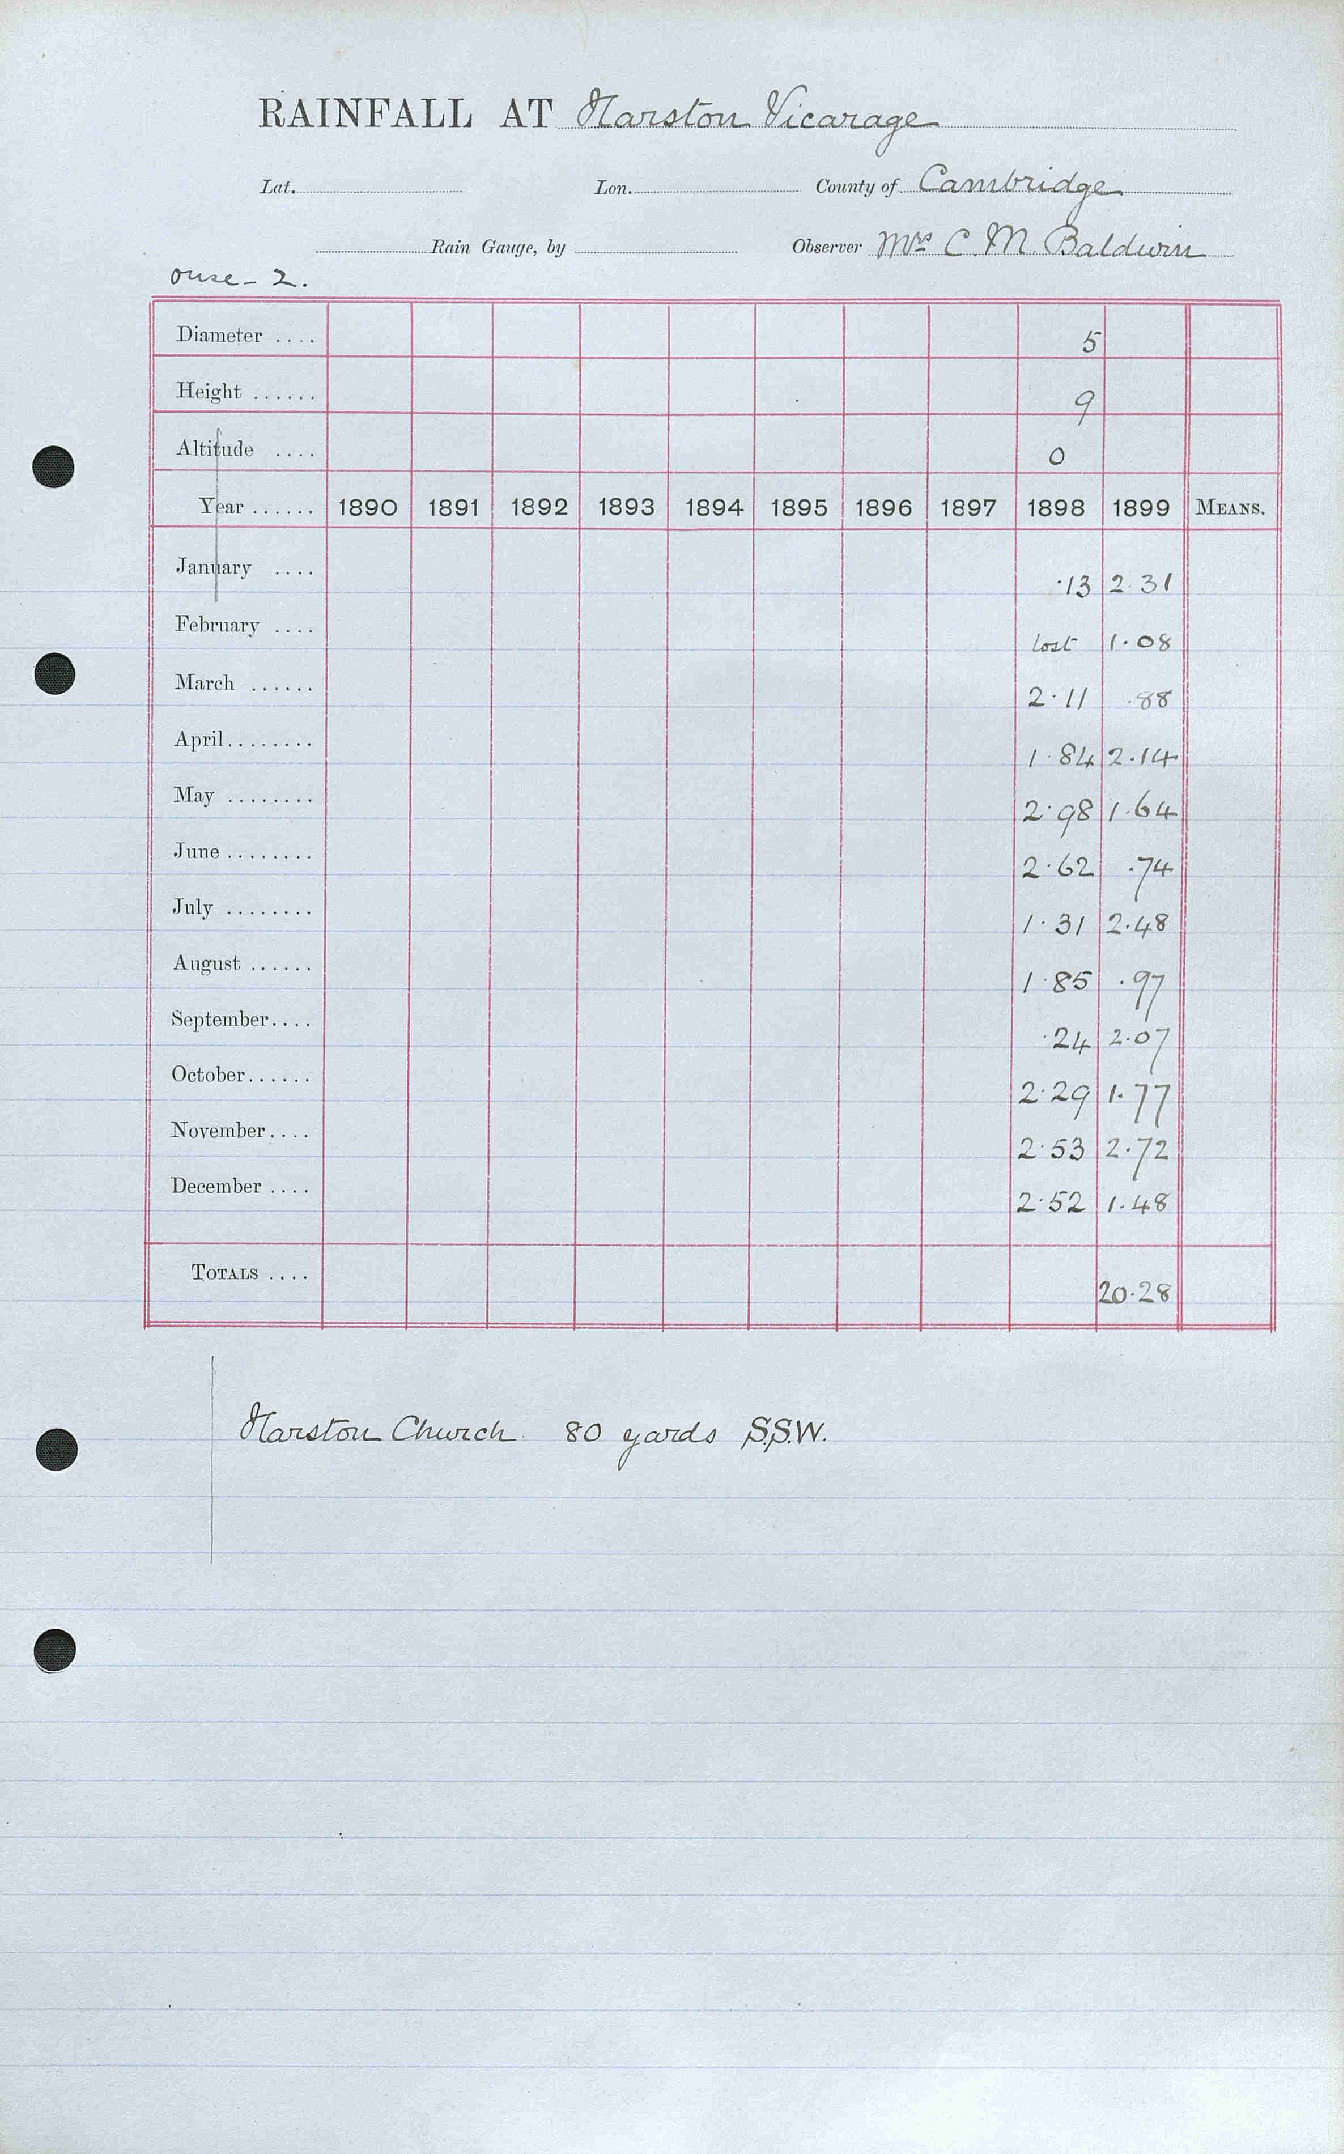 RAINFALL AT Harston Vicarage
Lat. Lon. County of Cambridge
Rain Gauge, by Observer Mrs C M Baldwin
Ouse - 2.
Diameter .... 5
Height ...... 9
Altitude .... 0
Year ...... 1890 1891 1892 1893 1894 1895 1896 1897 1898 1899 MEANS.
January .... ·13 2 31
February .... lost 1·08
March ...... 2·11 ·88
April........ 1·84 2·14
May ........ 2·98 1·64
June ........ 2·62 ·74
July ........ 1·31 2·48
August ...... 1·85 ·97
September.... ·24 2·07
October...... 2·29 1·77
November.... 2·53 2·72
December .... 2·52 1·48
TOTALS .... 20·28
Harston Church. 80 yards S.S.W.